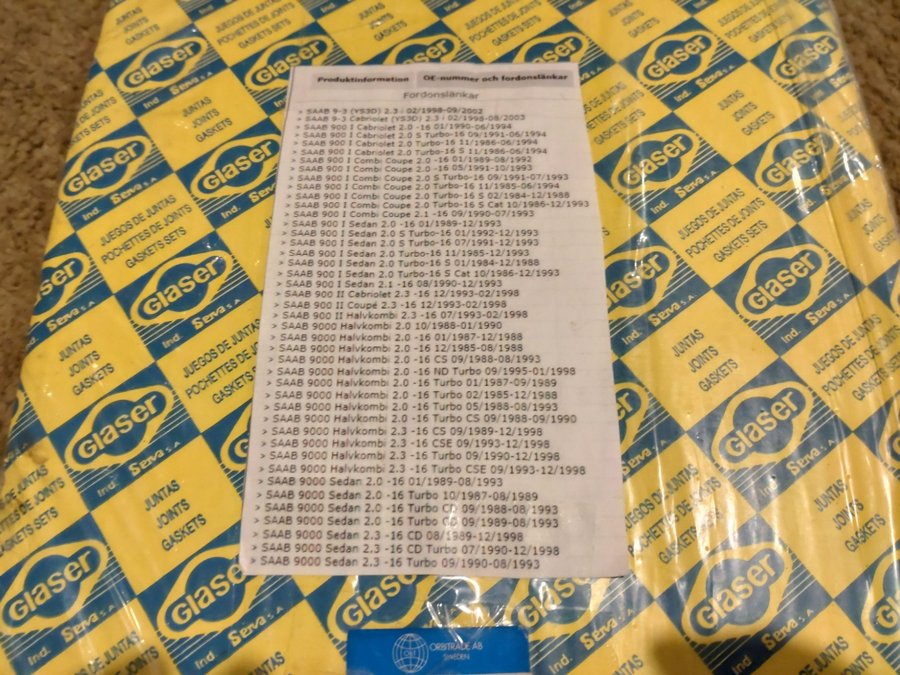 Produktinformation OE-nummer och fordonslänkar
Fordonslänkar
> SAAB 9-3 (YS3D) 2.3 i 02/1998-09/2003
> SAAB 9-3 Cabriolet (YS3D) 2.3 i 02/1998-08/2003
> SAAB 900 I Cabriolet 2.0 -16 01/1990-06/1994
> SAAB 900 I Cabriolet 2.0 S Turbo-16 09/1991-06/1994
> SAAB 900 I Cabriolet 2.0 Turbo-16 11/1986-06/1994
> SAAB 900 I Cabriolet 2.0 Turbo-16 S 11/1986-06/1994
> SAAB 900 I Combi Coupe 2.0 -16 01/1989-08/1992
> SAAB 900 I Combi Coupe 2.0 -16 05/1991-10/1993
> SAAB 900 I Combi Coupe 2.0 S Turbo-16 09/1991-07/1993
> SAAB 900 I Combi Coupe 2.0 Turbo-16 11/1985-06/1994
> SAAB 900 I Combi Coupe 2.0 Turbo-16 S 02/1984-12/1988
> SAAB 900 I Combi Coupe 2.0 Turbo-16 S Cat 10/1986-12/1993
> SAAB 900 I Combi Coupe 2.1 -16 09/1990-07/1993
> SAAB 900 I Sedan 2.0 -16 01/1989-12/1993
> SAAB 900 I Sedan 2.0 S Turbo-16 01/1992-12/1993
> SAAB 900 I Sedan 2.0 S Turbo-16 07/1991-12/1993
> SAAB 900 I Sedan 2.0 Turbo-16 11/1985-12/1993
> SAAB 900 I Sedan 2.0 Turbo-16 S 01/1984-12/1988
> SAAB 900 I Sedan 2.0 Turbo-16 S Cat 10/1986-12/1993
> SAAB 900 I Sedan 2.1 -16 08/1990-12/1993
> SAAB 900 II Cabriolet 2.3 -16 12/1993-02/1998
> SAAB 900 II Coupé 2.3 -16 12/1993-02/1998
> SAAB 900 II Halvkombi 2.3 -16 07/1993-02/1998
> SAAB 9000 Halvkombi 2.0 10/1988-01/1990
> SAAB 9000 Halvkombi 2.0 -16 01/1987-12/1988
> SAAB 9000 Halvkombi 2.0 -16 12/1985-08/1988
> SAAB 9000 Halvkombi 2.0 -16 CS 09/1988-08/1993
> SAAB 9000 Halvkombi 2.0 -16 ND Turbo 09/1995-01/1998
> SAAB 9000 Halvkombi 2.0 -16 Turbo 01/1987-09/1989
> SAAB 9000 Halvkombi 2.0 -16 Turbo 02/1985-12/1988
> SAAB 9000 Halvkombi 2.0 -16 Turbo 05/1988-08/1993
> SAAB 9000 Halvkombi 2.0 -16 Turbo CS 09/1988-09/1990
> SAAB 9000 Halvkombi 2.3 -16 CS 09/1989-12/1998
> SAAB 9000 Halvkombi 2.3 -16 CSE 09/1993-12/1998
> SAAB 9000 Halvkombi 2.3 -16 Turbo 09/1990-12/1998
> SAAB 9000 Halvkombi 2.3 -16 Turbo CSE 09/1993-12/1998
> SAAB 9000 Sedan 2.0 -16 01/1989-08/1993
> SAAB 9000 Sedan 2.0 -16 Turbo 10/1987-08/1989
> SAAB 9000 Sedan 2.0 -16 Turbo CD 09/1988-08/1993
> SAAB 9000 Sedan 2.0 -16 Turbo 09/1989-08/1993
> SAAB 9000 Sedan 2.3 -16 CD 08/1989-12/1998
> SAAB 9000 Sedan 2.3 -16 CD Turbo 07/1990-12/1998
> SAAB 9000 Sedan 2.3 -16 Turbo 09/1990-08/1993
Glaser
Ind. Serva S.A.
JUNTAS
JOINTS
GASKETS
JUEGOS DE JUNTAS
POCHETTES DE JOINTS
GASKETS SETS
ORBITRADE AB
SWEDEN